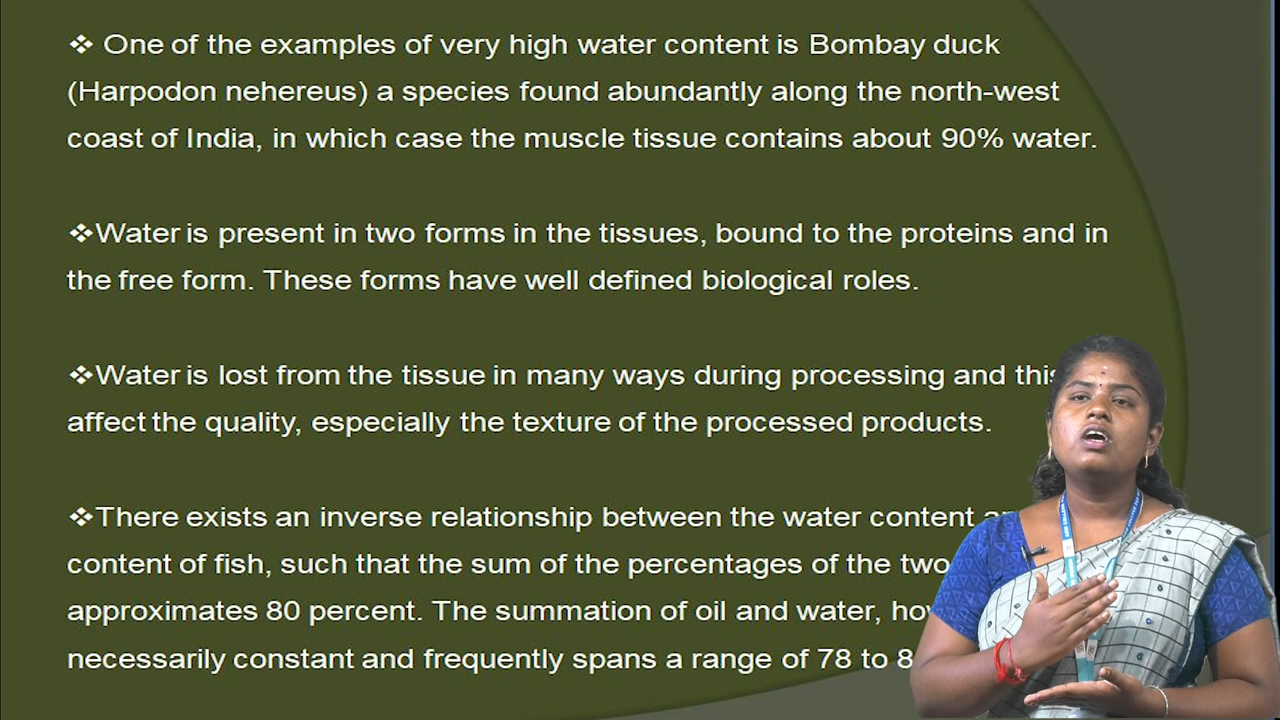 ❖ One of the examples of very high water content is Bombay duck
(Harpodon nehereus) a species found abundantly along the north-west
coast of India, in which case the muscle tissue contains about 90% water.
❖Water is present in two forms in the tissues, bound to the proteins and in
the free form. These forms have well defined biological roles.
❖Water is lost from the tissue in many ways during processing and this
affect the quality, especially the texture of the processed products.
❖There exists an inverse relationship between the water content
content of fish, such that the sum of the percentages of the two
approximates 80 percent. The summation of oil and water,
necessarily constant and frequently spans a range of 78 to